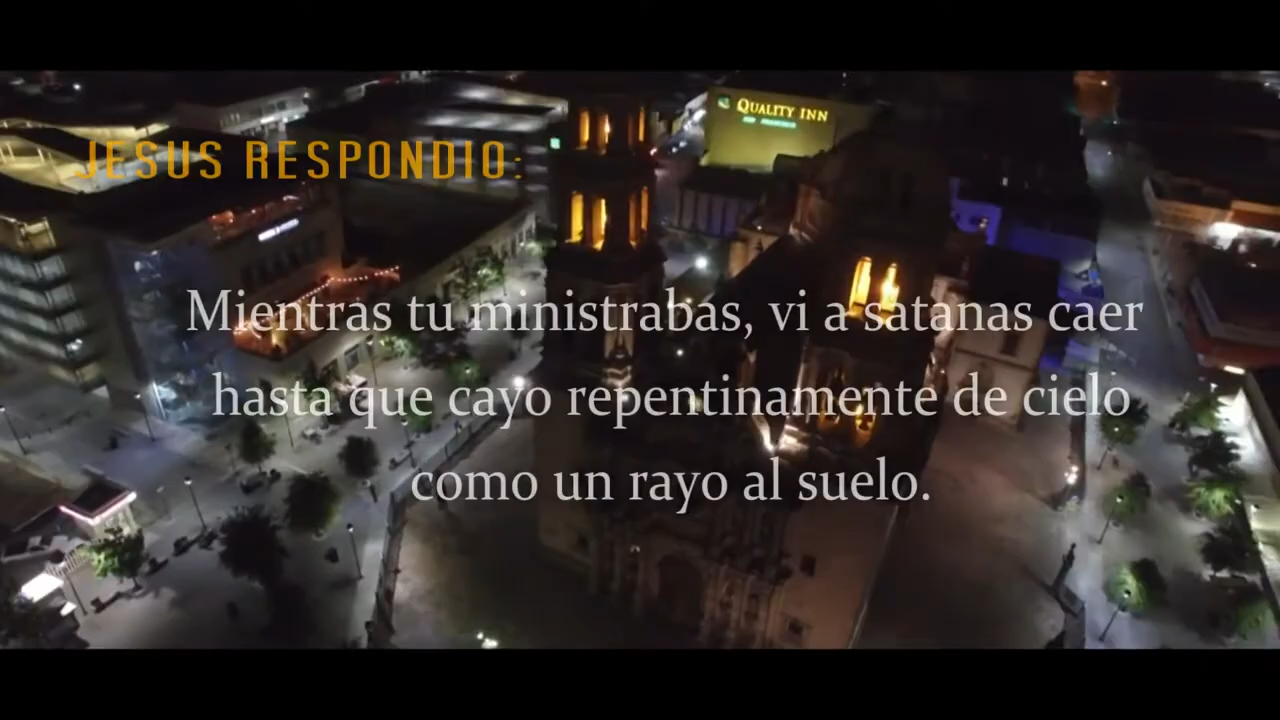 QUALITY INN
JESUS RESPONDIO:
Mientras tu ministrabas, vi a satanas caer
hasta que cayo repentinamente de cielo
como un rayo al suelo.